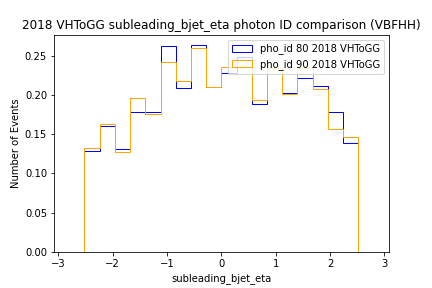 2018 VHToGG subleading_bjet_eta photon ID comparison (VBFHH)
pho_id 80 2018 VHToGG
pho_id 90 2018 VHToGG
Number of Events
0.25
0.20
0.15
0.10
0.05
0.00
−3 −2 −1 0 1 2 3
subleading_bjet_eta